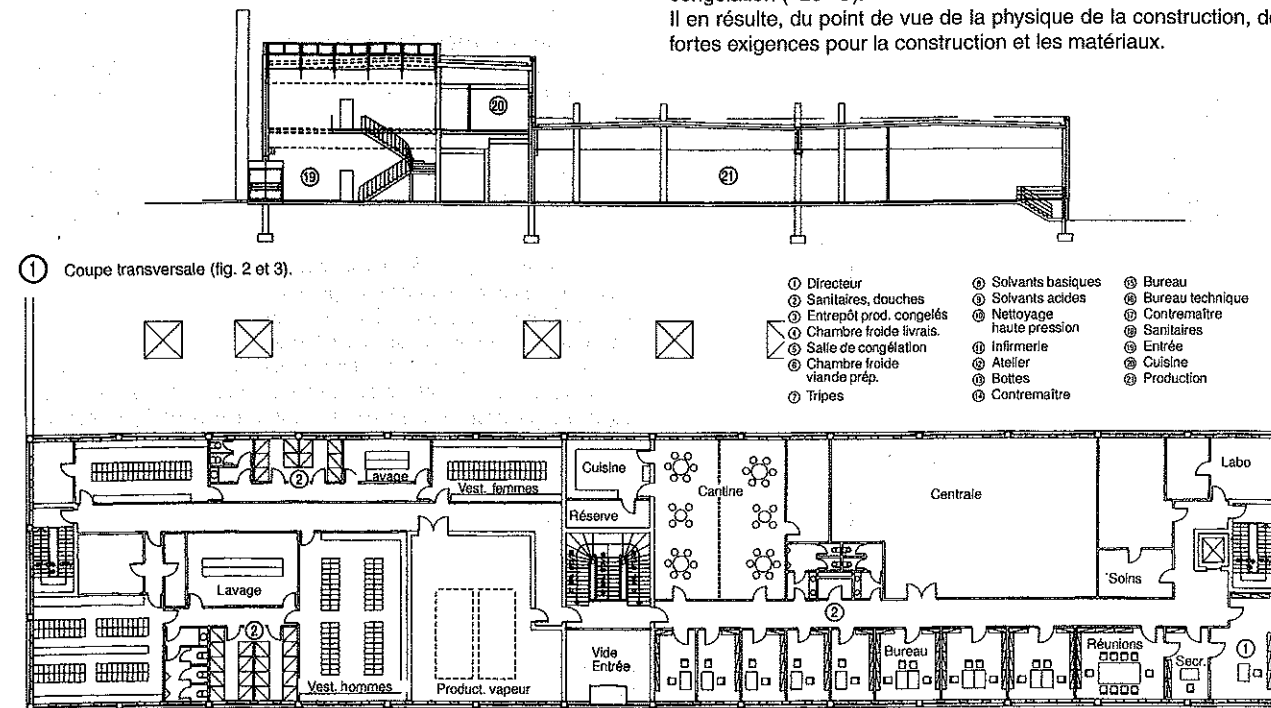 congélation (
Il en résulte, du point de vue de la physique de la construction, de
fortes exigences pour la construction et les matériaux.
⑳
⑲
㉑
① Coupe transversale (fig. 2 et 3).
① Directeur
② Sanitaires, douches
③ Entrepôt prod. congelés
④ Chambre froide livrais.
⑤ Salle de congélation
⑥ Chambre froide
viande prép.
⑦ Tripes
⑧ Solvants basiques
⑨ Solvants acides
⑩ Nettoyage
haute pression
⑪ Infirmerie
⑫ Atelier
⑬ Bottes
⑭ Contremaître
⑮ Bureau
⑯ Bureau technique
⑰ Contremaître
⑱ Sanitaires
⑲ Entrée
⑳ Cuisine
㉑ Production
②
Lavage
Vest. femmes
Cuisine
Réserve
Cantine
Centrale
Labo
Soins
Lavage
②
Vest. hommes
Product. vapeur
Vide
Entrée
②
Bureau
Réunions
Secr.
①